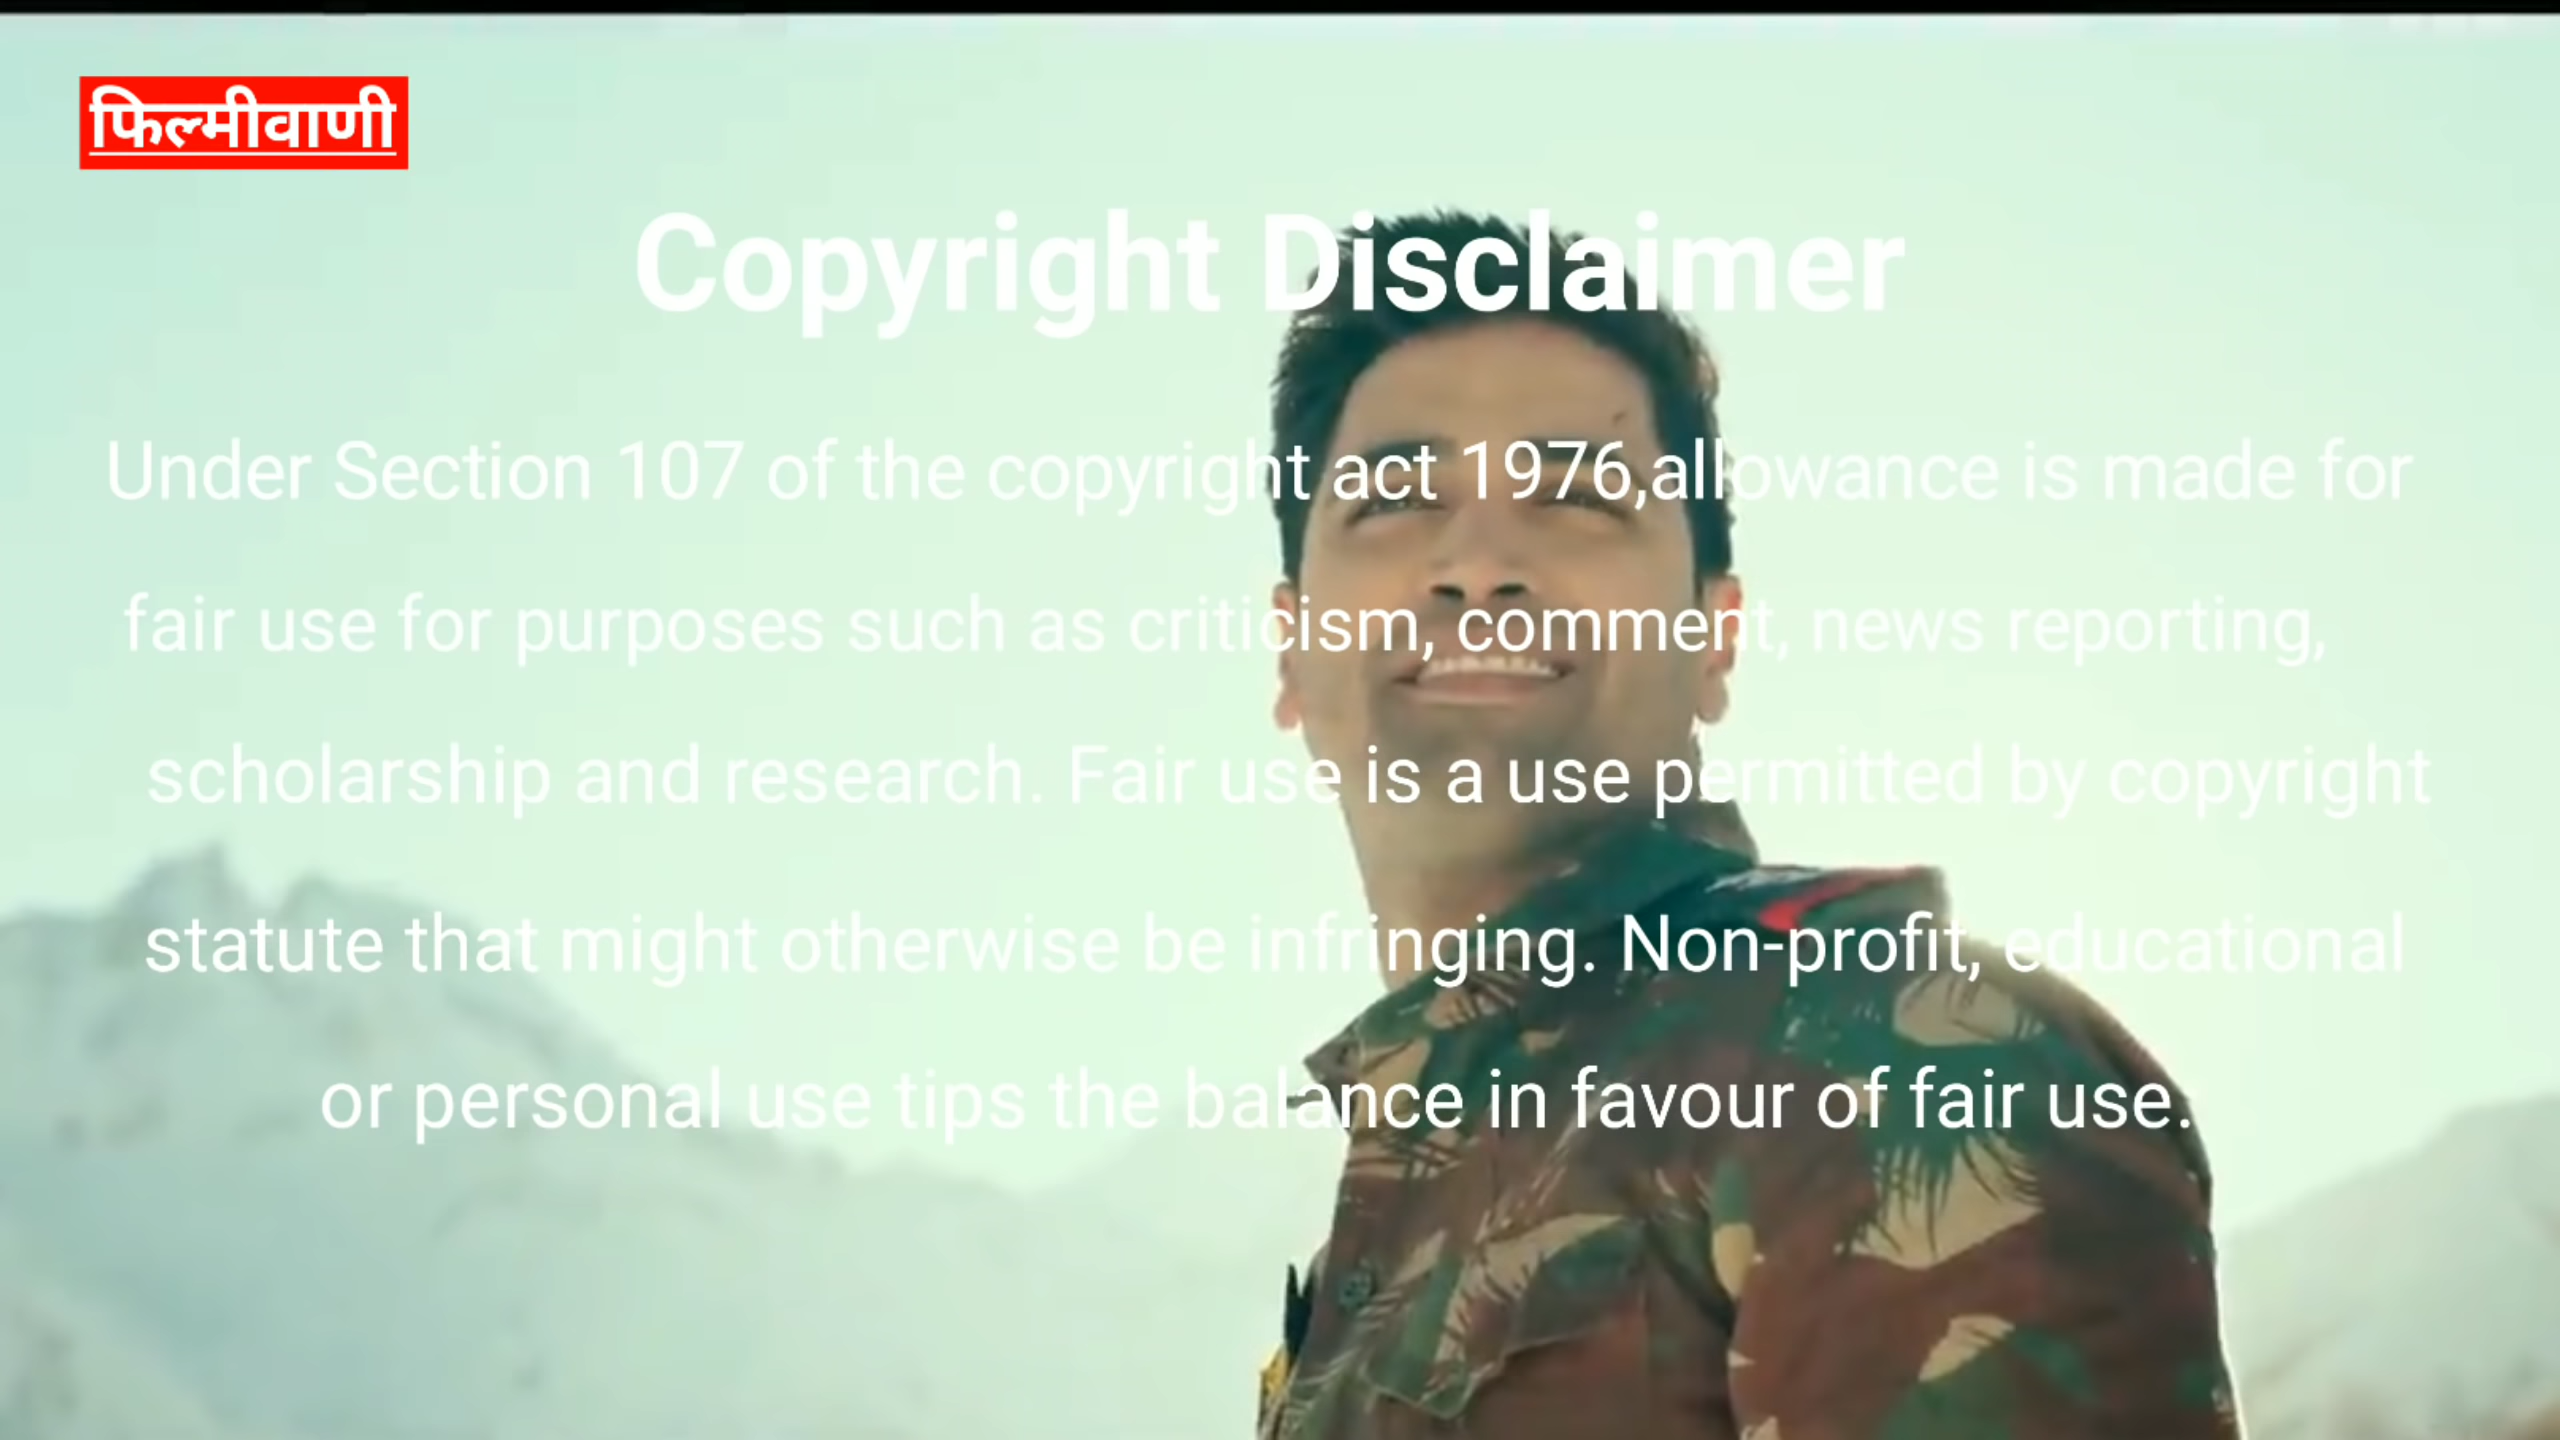 फिल्मीवाणी
Copyright Disclaimer
Under Section 107 of the copyright act 1976,allowance is made for
fair use for purposes such as criticism, comment, news reporting,
scholarship and research. Fair use is a use permitted by copyright
statute that might otherwise be infringing. Non-profit, educational
or personal use tips the balance in favour of fair use.